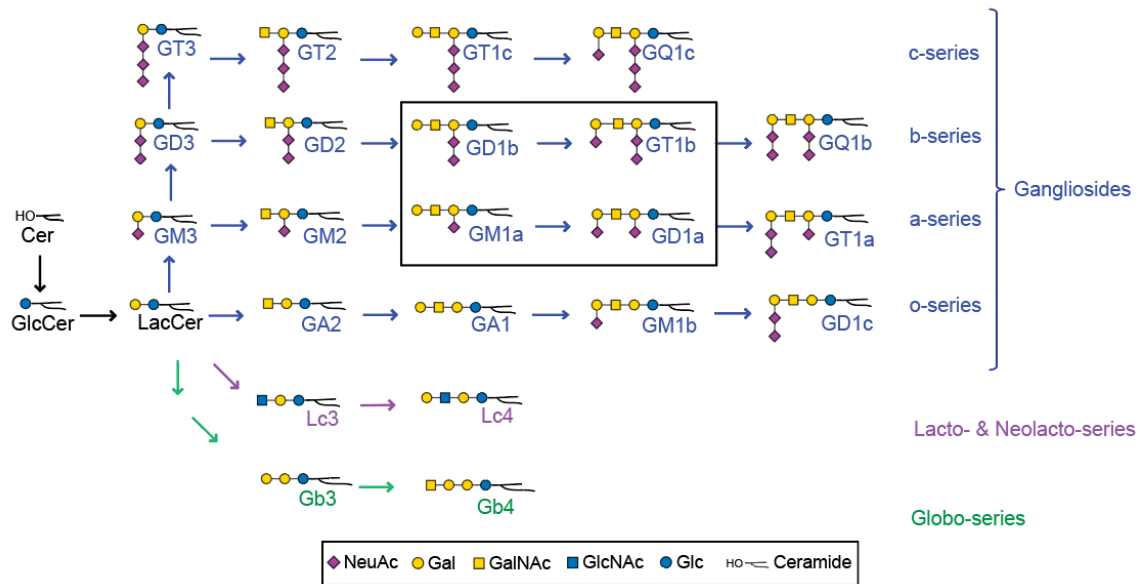 GT3 GT2 GT1c GQ1c c-series
GD3 GD2 GD1b GT1b GQ1b b-series
Gangliosides
HO
Cer GM3 GM2 GM1a GD1a GT1a a-series
GlcCer LacCer GA2 GA1 GM1b GD1c o-series
Lc3 Lc4 Lacto- & Neolacto-series
Gb3 Gb4 Globo-series
NeuAc Gal GalNAc GlcNAc Glc HO Ceramide